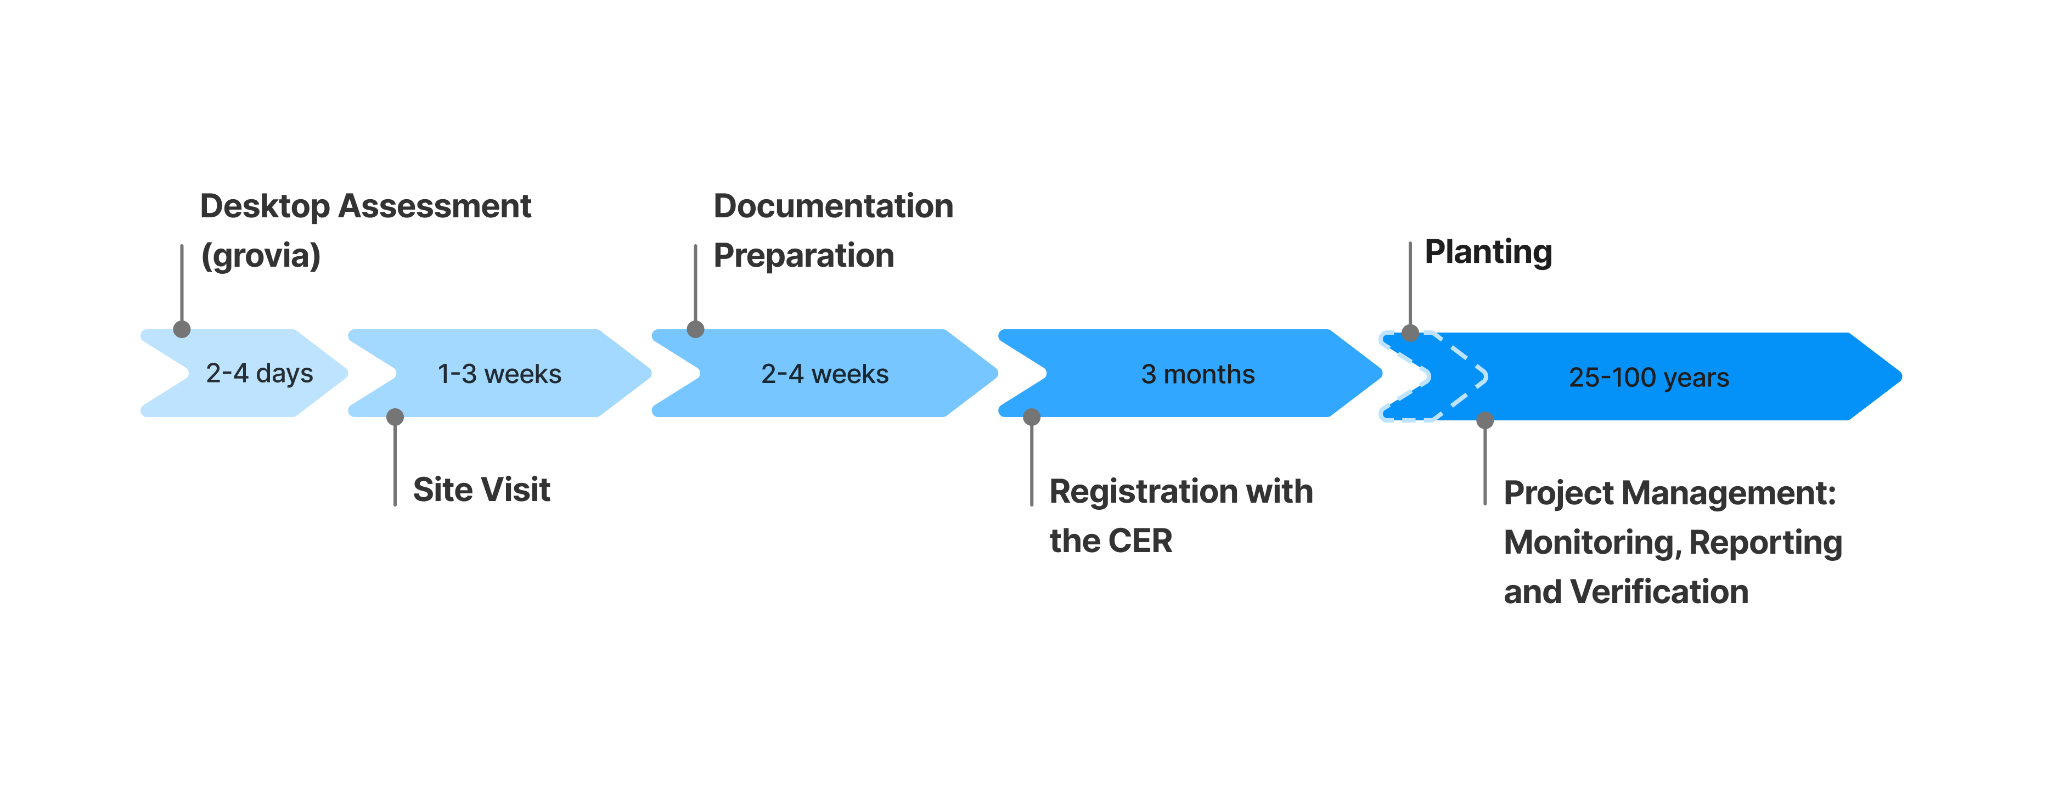 Desktop Assessment
(grovia)
Documentation
Preparation
Planting
2-4 days
1-3 weeks
2-4 weeks
3 months
25-100 years
Site Visit
Registration with
the CER
Project Management:
Monitoring, Reporting
and Verification